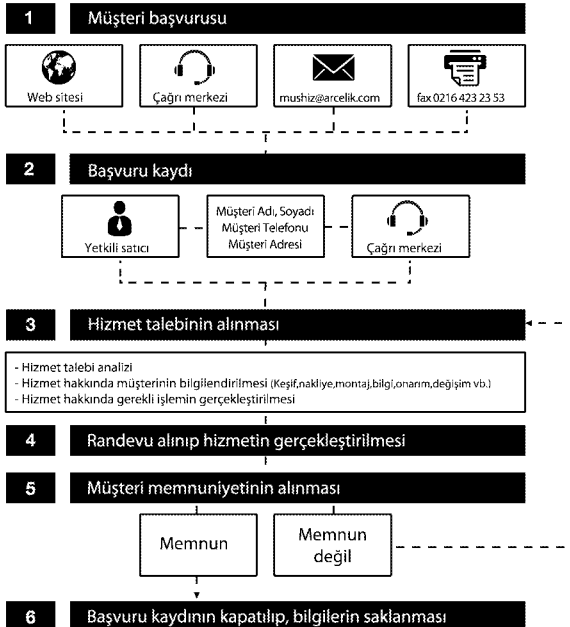 1 Müşteri başvurusu
Web sitesi
Çağrı merkezi
mushiz@arcelik.com
fax 0216 423 23 53
2 Başvuru kaydı
Yetkili satıcı
Müşteri Adı, Soyadı
Müşteri Telefonu
Müşteri Adresi
Çağrı merkezi
3 Hizmet talebinin alınması
- Hizmet talebi analizi
- Hizmet hakkında müşterinin bilgilendirilmesi (Keşif,nakliye,montaj,bilgi,onarım,değişim vb.)
- Hizmet hakkında gerekli işlemin gerçekleştirilmesi
4 Randevu alınıp hizmetin gerçekleştirilmesi
5 Müşteri memnuniyetinin alınması
Memnun
Memnun
değil
6 Başvuru kaydının kapatılıp, bilgilerin saklanması